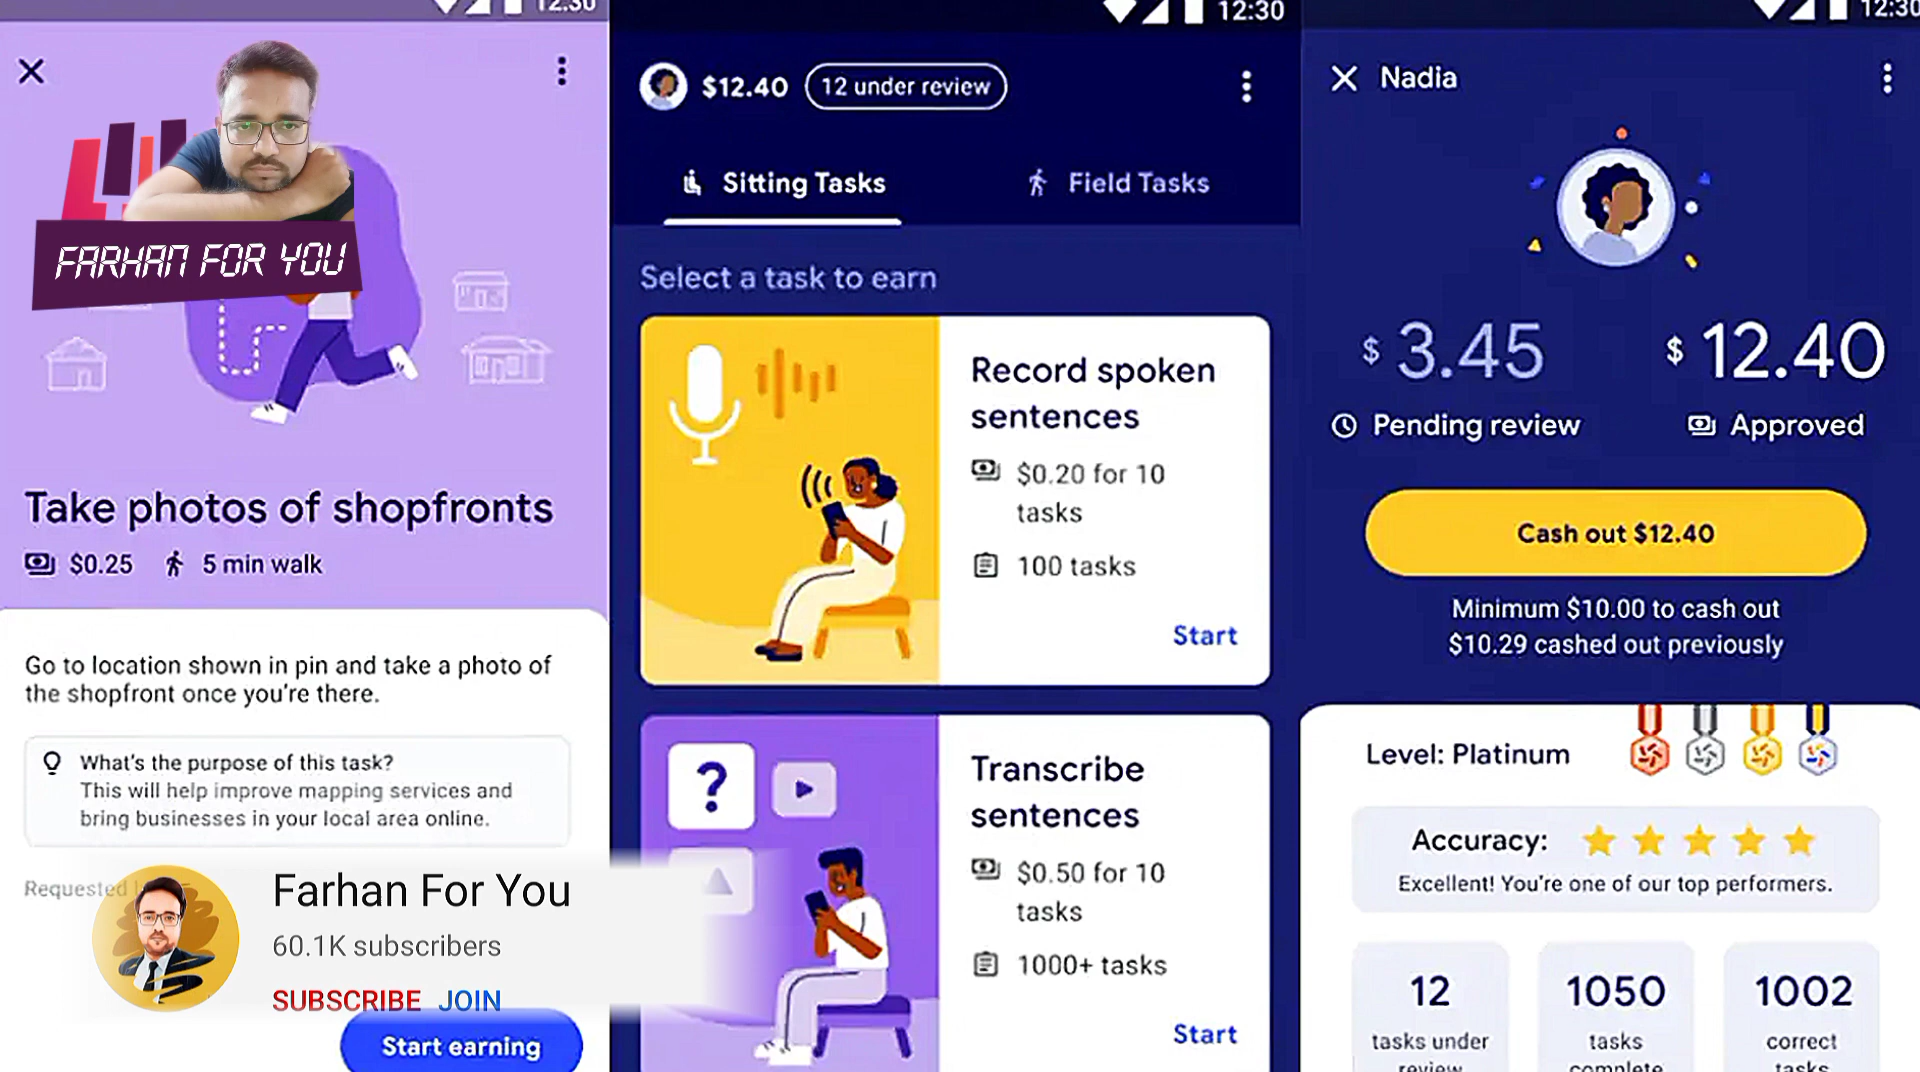 12:30
FARHAN FOR YOU
Take photos of shopfronts
$0.25 5 min walk
Go to location shown in pin and take a photo of
the shopfront once you're there.
What's the purpose of this task?
This will help improve mapping services and
bring businesses in your local area online.
Requested
Farhan For You
60.1K subscribers
SUBSCRIBE JOIN
Start earning
12:30
$12.40 12 under review
Sitting Tasks Field Tasks
Select a task to earn
Record spoken
sentences
$0.20 for 10
tasks
100 tasks
Start
?
Transcribe
sentences
$0.50 for 10
tasks
1000+ tasks
Start
12:30
Nadia
$ 3.45 $ 12.40
Pending review Approved
Cash out $12.40
Minimum $10.00 to cash out
$10.29 cashed out previously
Level: Platinum
Accuracy:
Excellent! You're one of our top performers.
12 1050 1002
tasks under tasks correct
review complete tasks